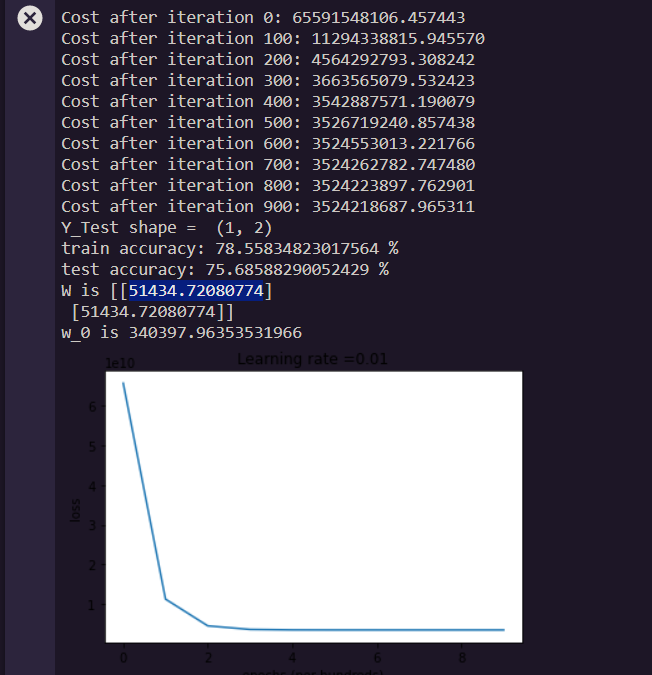 Cost after iteration 0: 65591548106.457443
Cost after iteration 100: 11294338815.945570
Cost after iteration 200: 4564292793.308242
Cost after iteration 300: 3663565079.532423
Cost after iteration 400: 3542887571.190079
Cost after iteration 500: 3526719240.857438
Cost after iteration 600: 3524553013.221766
Cost after iteration 700: 3524262782.747480
Cost after iteration 800: 3524223897.762901
Cost after iteration 900: 3524218687.965311
Y_Test shape =  (1, 2)
train accuracy: 78.55834823017564 %
test accuracy: 75.68588290052429 %
W is [[51434.72080774]
 [51434.72080774]]
w_0 is 340397.96353531966
1e10
Learning rate =0.01
6
5
4
3
2
1
loss
0 2 4 6 8
epochs (per hundreds)